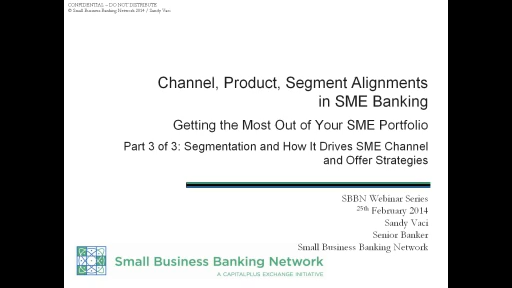 CONFIDENTIAL – DO NOT DISTRIBUTE
© Small Business Banking Network 2014 / Sandy Vaci
Channel, Product, Segment Alignments
in SME Banking
Getting the Most Out of Your SME Portfolio
Part 3 of 3: Segmentation and How It Drives SME Channel
and Offer Strategies
SBBN Webinar Series
25th February 2014
Sandy Vaci
Senior Banker
Small Business Banking Network
Small Business Banking Network
A CAPITALPLUS EXCHANGE INITIATIVE